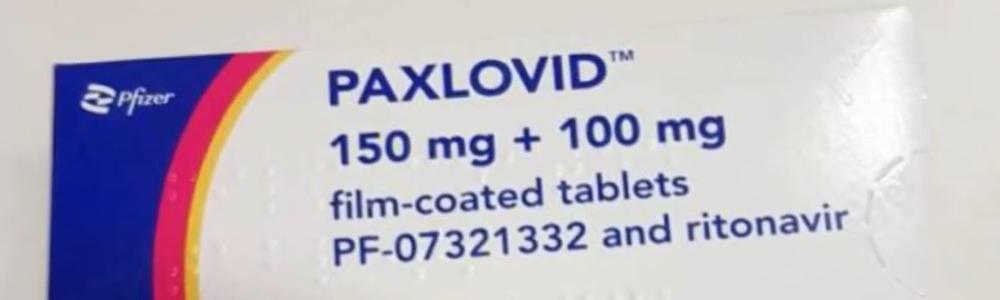 Pfizer
PAXLOVID™
150 mg + 100 mg
film-coated tablets
PF-07321332 and ritonavir